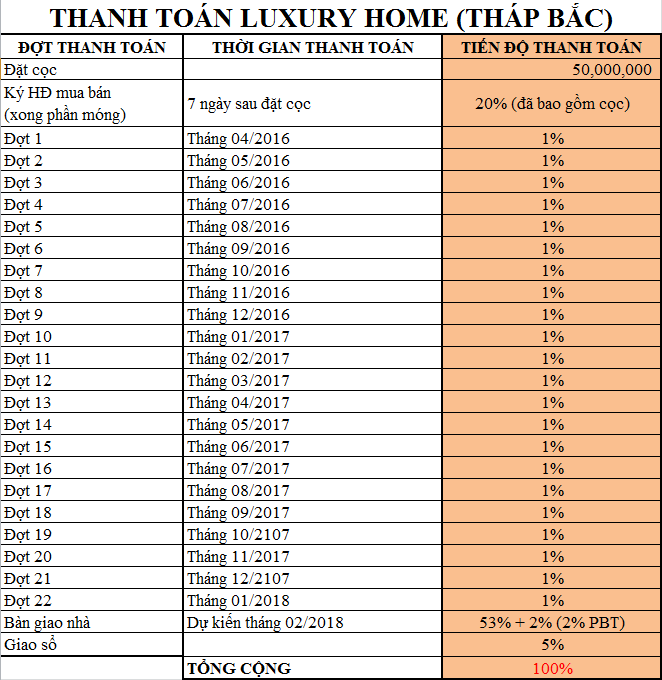 THANH TOÁN LUXURY HOME (THÁP BẮC)
ĐỢT THANH TOÁN THỜI GIAN THANH TOÁN TIẾN ĐỘ THANH TOÁN
Đặt cọc 50,000,000
Ký HĐ mua bán
(xong phần móng) 7 ngày sau đặt cọc 20% (đã bao gồm cọc)
Đợt 1 Tháng 04/2016 1%
Đợt 2 Tháng 05/2016 1%
Đợt 3 Tháng 06/2016 1%
Đợt 4 Tháng 07/2016 1%
Đợt 5 Tháng 08/2016 1%
Đợt 6 Tháng 09/2016 1%
Đợt 7 Tháng 10/2016 1%
Đợt 8 Tháng 11/2016 1%
Đợt 9 Tháng 12/2016 1%
Đợt 10 Tháng 01/2017 1%
Đợt 11 Tháng 02/2017 1%
Đợt 12 Tháng 03/2017 1%
Đợt 13 Tháng 04/2017 1%
Đợt 14 Tháng 05/2017 1%
Đợt 15 Tháng 06/2017 1%
Đợt 16 Tháng 07/2017 1%
Đợt 17 Tháng 08/2017 1%
Đợt 18 Tháng 09/2017 1%
Đợt 19 Tháng 10/2107 1%
Đợt 20 Tháng 11/2017 1%
Đợt 21 Tháng 12/2107 1%
Đợt 22 Tháng 01/2018 1%
Bàn giao nhà Dự kiến tháng 02/2018 53% + 2% (2% PBT)
Giao sổ 5%
TỔNG CỘNG 100%